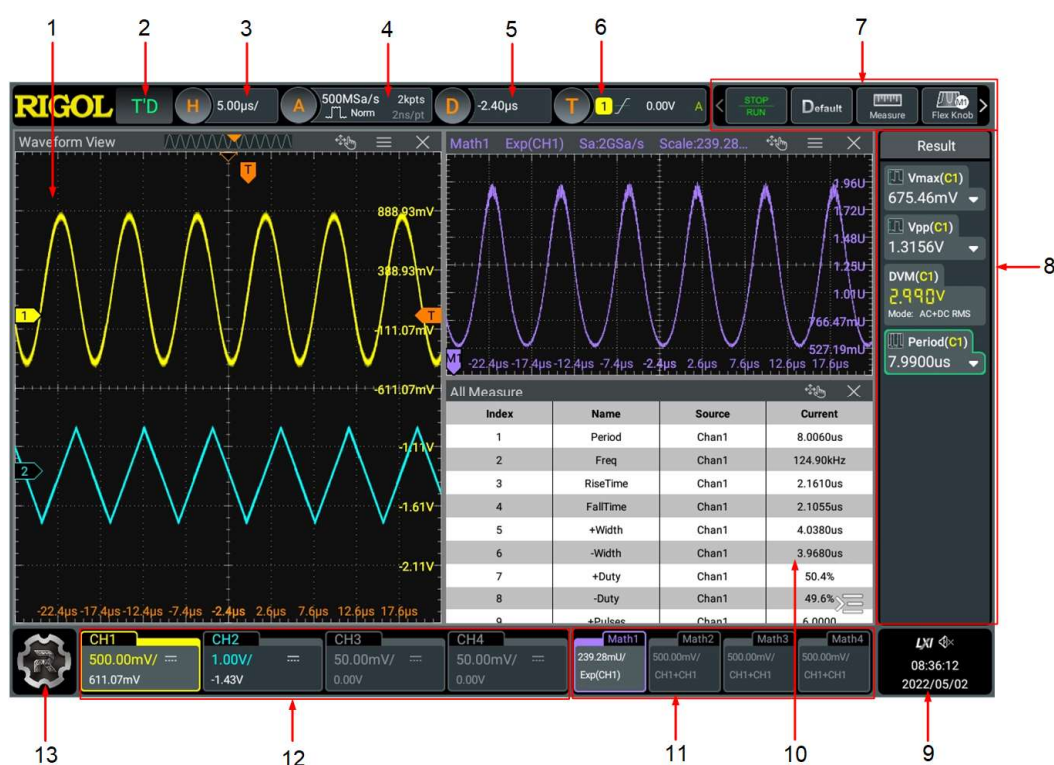 1 2 3 4 5 6 7
RIGOL T'D H 5.00μs/ A 500MSa/s 2kpts D -2.40μs T 1 0.00V A STOP RUN Default Measure Flex Knob
Norm 2ns/pt
Waveform View
T
888.93mV
388.93mV
1 T
-111.07mV
-611.07mV
-1.11V
2
-1.61V
-2.11V
-22.4μs -17.4μs -12.4μs -7.4μs -2.4μs 2.6μs 7.6μs 12.6μs 17.6μs
Math1 Exp(CH1) Sa:2GSa/s Scale:239.28...
1.96U
1.72U
1.48U
1.25U
1.01U
766.47mU
527.19mU
M1 -22.4μs -17.4μs -12.4μs -7.4μs -2.4μs 2.6μs 7.6μs 12.6μs 17.6μs
All Measure
Index Name Source Current
1 Period Chan1 8.0060us
2 Freq Chan1 124.90kHz
3 RiseTime Chan1 2.1610us
4 FallTime Chan1 2.1055us
5 +Width Chan1 4.0380us
6 -Width Chan1 3.9680us
7 +Duty Chan1 50.4%
8 -Duty Chan1 49.6%
9 +Pulses Chan1 6.0000
Result
Vmax(C1)
675.46mV
Vpp(C1)
1.3156V
DVM(C1)
2.990V
Mode: AC+DC RMS
Period(C1)
7.9900us
8
CH1 CH2 CH3 CH4 Math1 Math2 Math3 Math4
500.00mV/ 1.00V/ 50.00mV/ 50.00mV/ 239.28mU/ 500.00mV/ 500.00mV/ 500.00mV/
611.07mV -1.43V 0.00V 0.00V Exp(CH1) CH1+CH1 CH1+CH1 CH1+CH1
LXI
08:36:12
2022/05/02
13 12 11 10 9